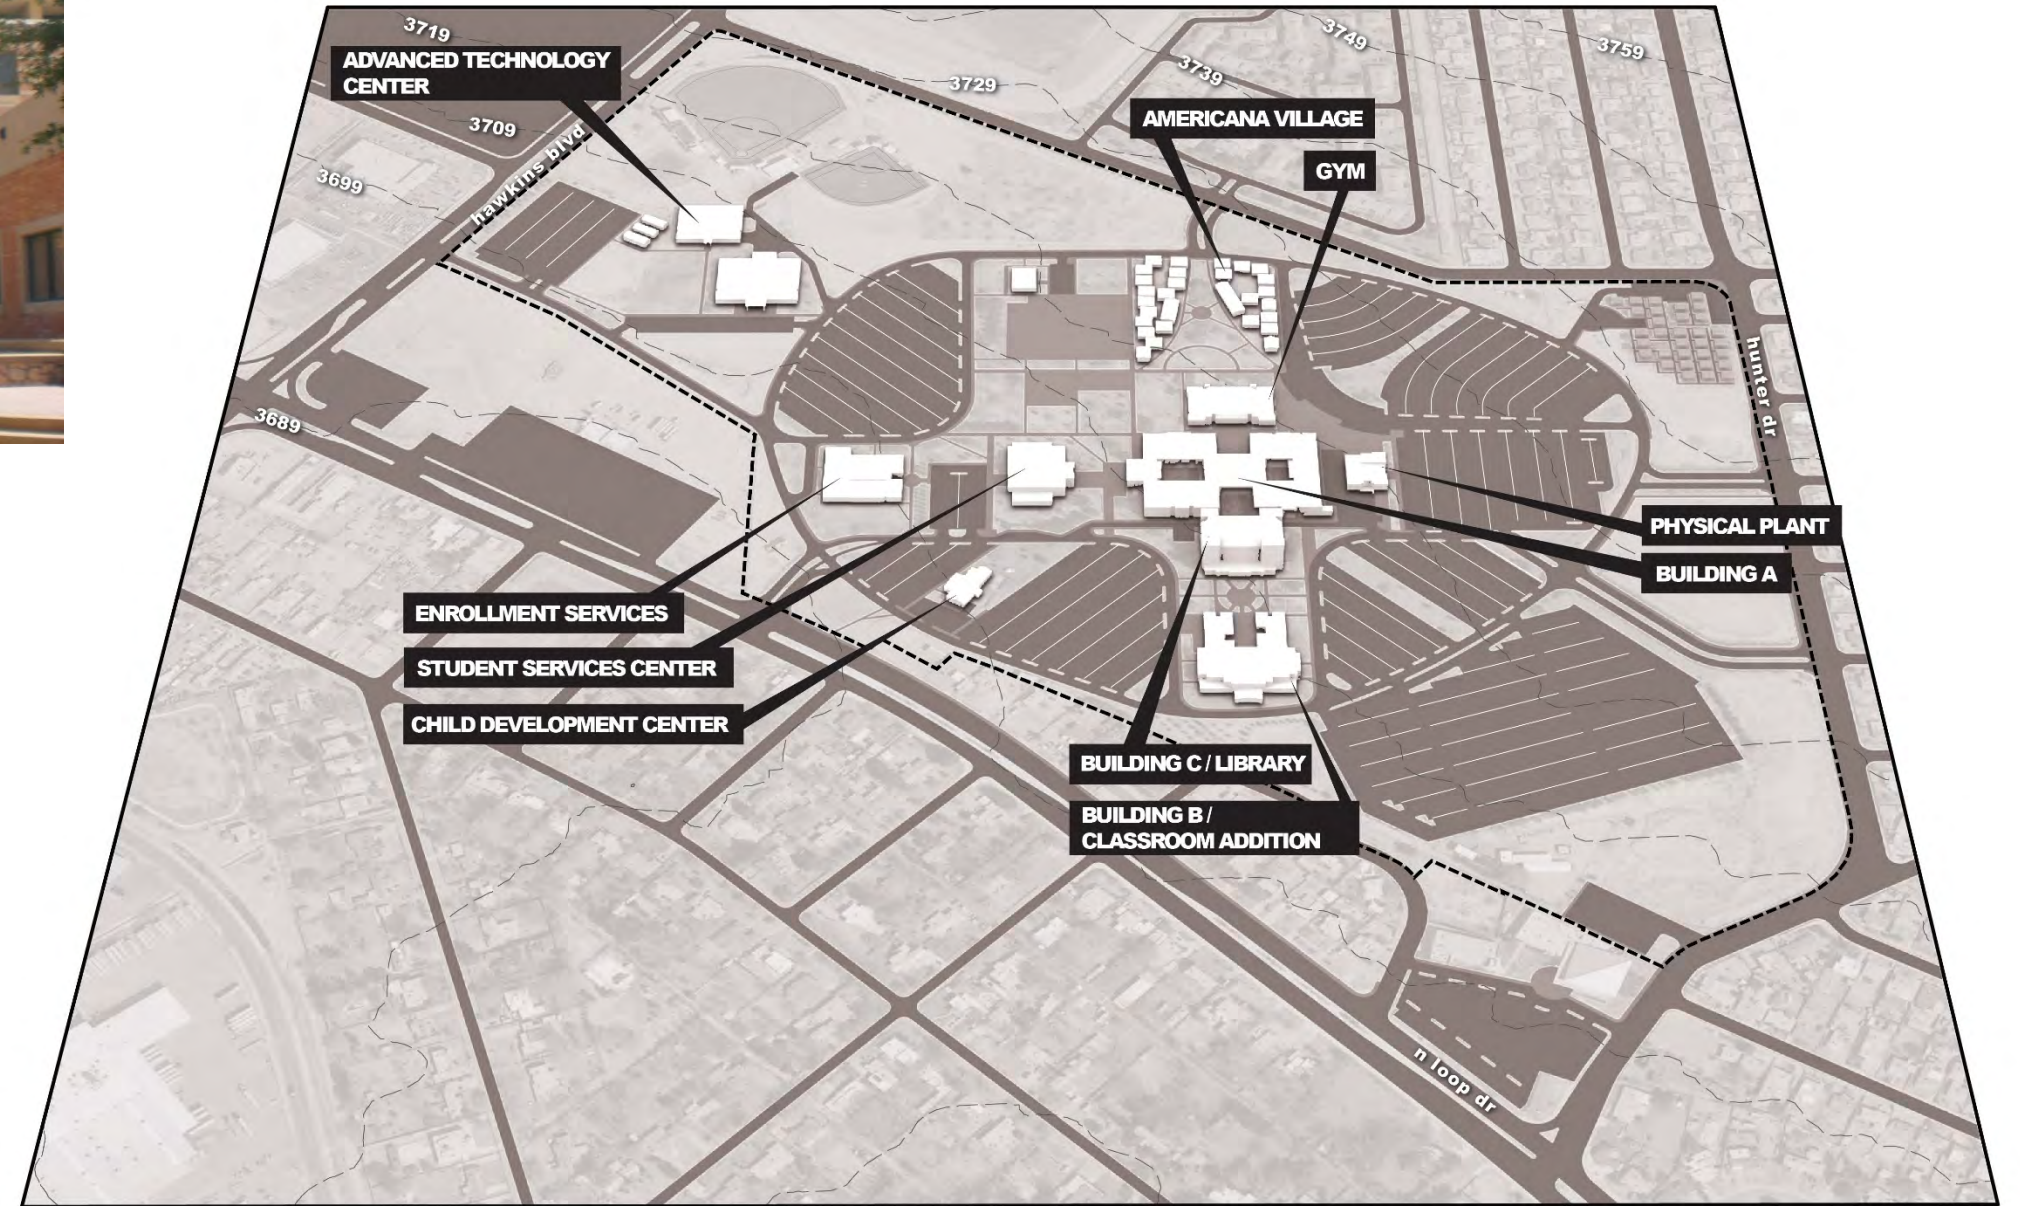 3719
3749
3759
ADVANCED TECHNOLOGY
CENTER
3739
3729
3709
AMERICANA VILLAGE
hawkins blvd
GYM
3699
hunter dr
3689
PHYSICAL PLANT
BUILDING A
ENROLLMENT SERVICES
STUDENT SERVICES CENTER
CHILD DEVELOPMENT CENTER
BUILDING C / LIBRARY
BUILDING B /
CLASSROOM ADDITION
n loop dr